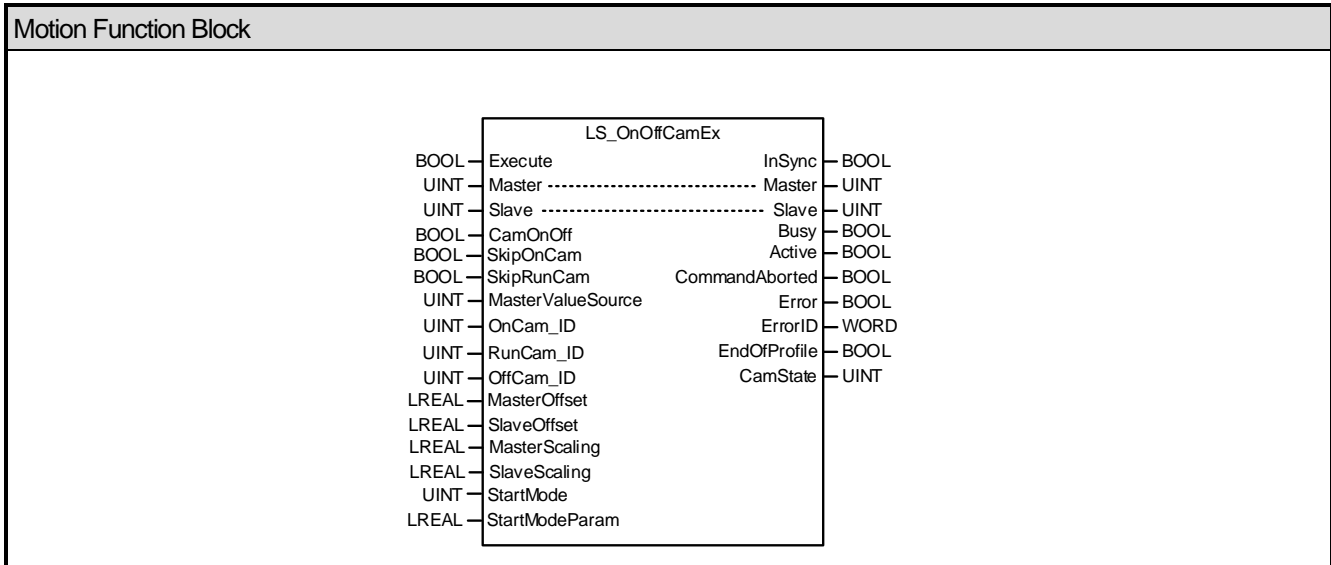 Motion Function Block
LS_OnOffCamEx
BOOL Execute InSync BOOL
UINT Master Master UINT
UINT Slave Slave UINT
BOOL CamOnOff Busy BOOL
BOOL SkipOnCam Active BOOL
BOOL SkipRunCam CommandAborted BOOL
UINT MasterValueSource Error BOOL
UINT OnCam_ID ErrorID WORD
UINT RunCam_ID EndOfProfile BOOL
UINT OffCam_ID CamState UINT
LREAL MasterOffset
LREAL SlaveOffset
LREAL MasterScaling
LREAL SlaveScaling
UINT StartMode
LREAL StartModeParam